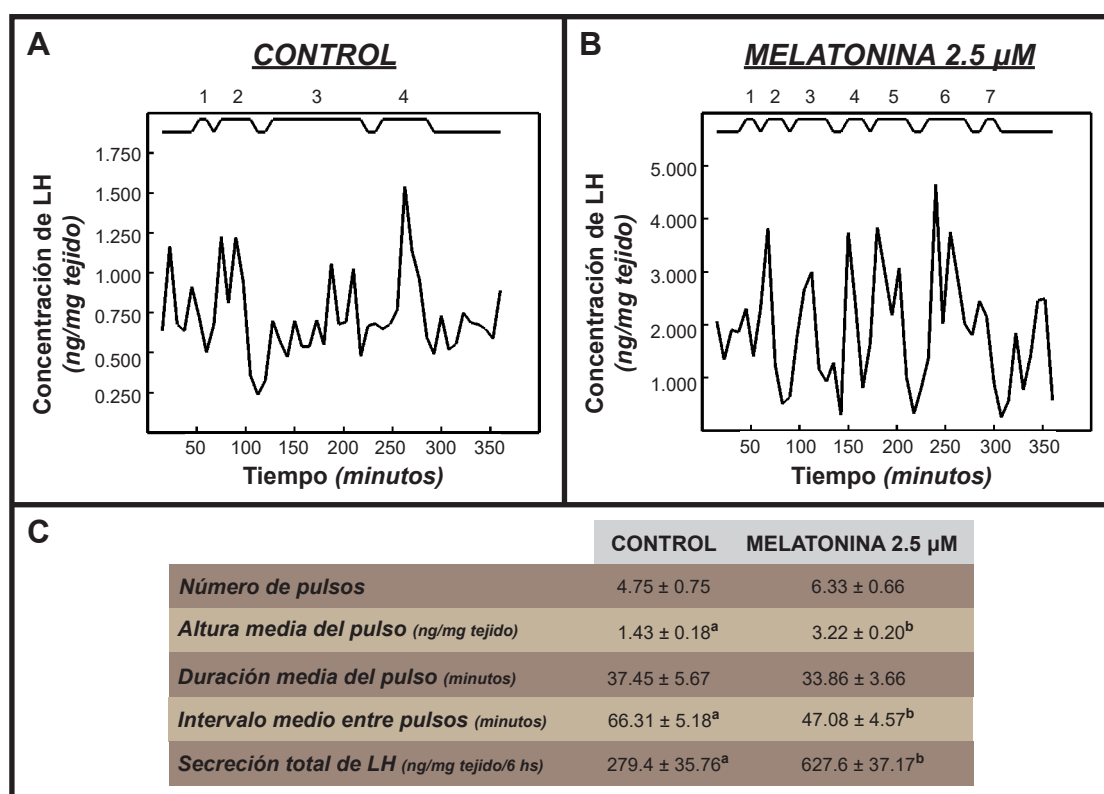 A
CONTROL
1 2 3 4
Concentración de LH
(ng/mg tejido)
1.750
1.500
1.250
1.000
0.750
0.500
0.250
50 100 150 200 250 300 350
Tiempo (minutos)
B
MELATONINA 2.5 µM
1 2 3 4 5 6 7
Concentración de LH
(ng/mg tejido)
5.000
4.000
3.000
2.000
1.000
50 100 150 200 250 300 350
Tiempo (minutos)
C
CONTROL MELATONINA 2.5 µM
Número de pulsos 4.75 ± 0.75 6.33 ± 0.66
Altura media del pulso (ng/mg tejido) 1.43 ± 0.18a 3.22 ± 0.20b
Duración media del pulso (minutos) 37.45 ± 5.67 33.86 ± 3.66
Intervalo medio entre pulsos (minutos) 66.31 ± 5.18a 47.08 ± 4.57b
Secreción total de LH (ng/mg tejido/6 hs) 279.4 ± 35.76a 627.6 ± 37.17b